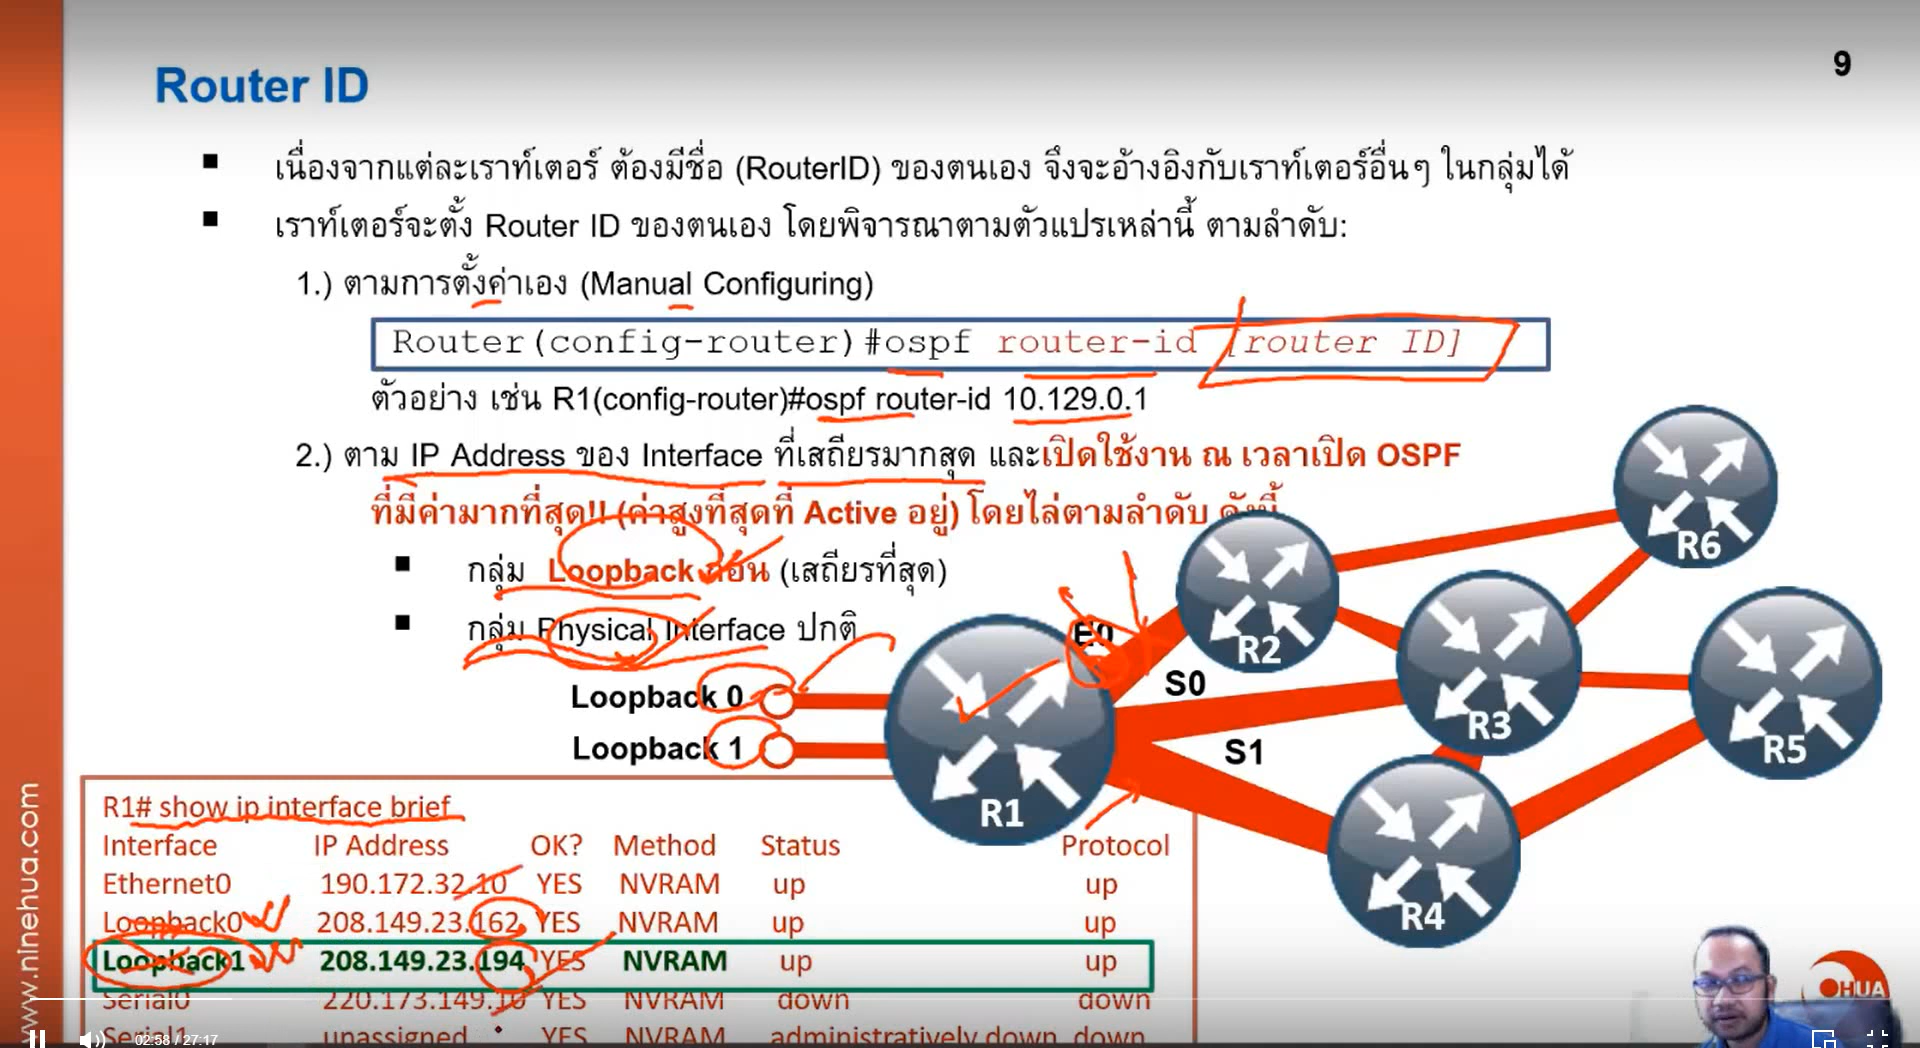 9
Router ID
เนื่องจากแต่ละเราท์เตอร์ ต้องมีชื่อ (RouterID) ของตนเอง จึงจะอ้างอิงกับเราท์เตอร์อื่นๆ ในกลุ่มได้
เราท์เตอร์จะตั้ง Router ID ของตนเอง โดยพิจารณาตามตัวแปรเหล่านี้ ตามลำดับ:
1.) ตามการตั้งค่าเอง (Manual Configuring)
Router(config-router)#ospf router-id [router ID]
ตัวอย่าง เช่น R1(config-router)#ospf router-id 10.129.0.1
2.) ตาม IP Address ของ Interface ที่เสถียรมากสุด และเปิดใช้งาน ณ เวลาเปิด OSPF
ที่มีค่ามากที่สุด!! (ค่าสูงที่สุดที่ Active อยู่) โดยไล่ตามลำดับ ดังนี้
กลุ่ม Loopback ก่อน (เสถียรที่สุด)
กลุ่ม Physical Interface ปกติ
R6
R2
E0
S0
Loopback 0
R3
R5
Loopback 1
S1
R1
R4
R1# show ip interface brief
Interface IP Address OK? Method Status Protocol
Ethernet0 190.172.32.10 YES NVRAM up up
Loopback0 208.149.23.162 YES NVRAM up up
Loopback1 208.149.23.194 YES NVRAM up up
Serial0 220.173.149.10 YES NVRAM down down
Serial1 unassigned YES NVRAM administratively down down
www.ninehua.com
HUA
02:58 / 27:17